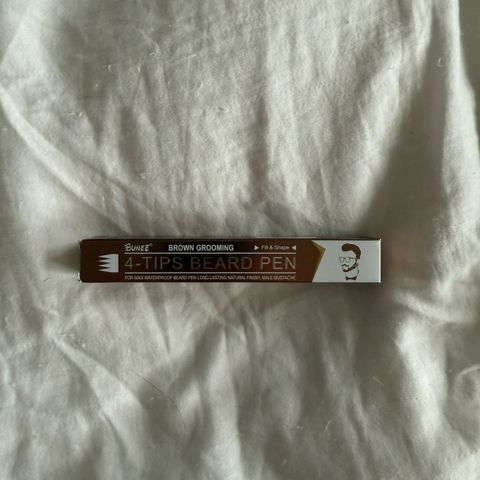 BUNEE BROWN GROOMING ▶ Fill & Shape ◀
4-TIPS BEARD PEN
FOR MAN WATERPROOF BEARD PEN LONG LASTING NATURAL FINISH, MALE MUSTACHE